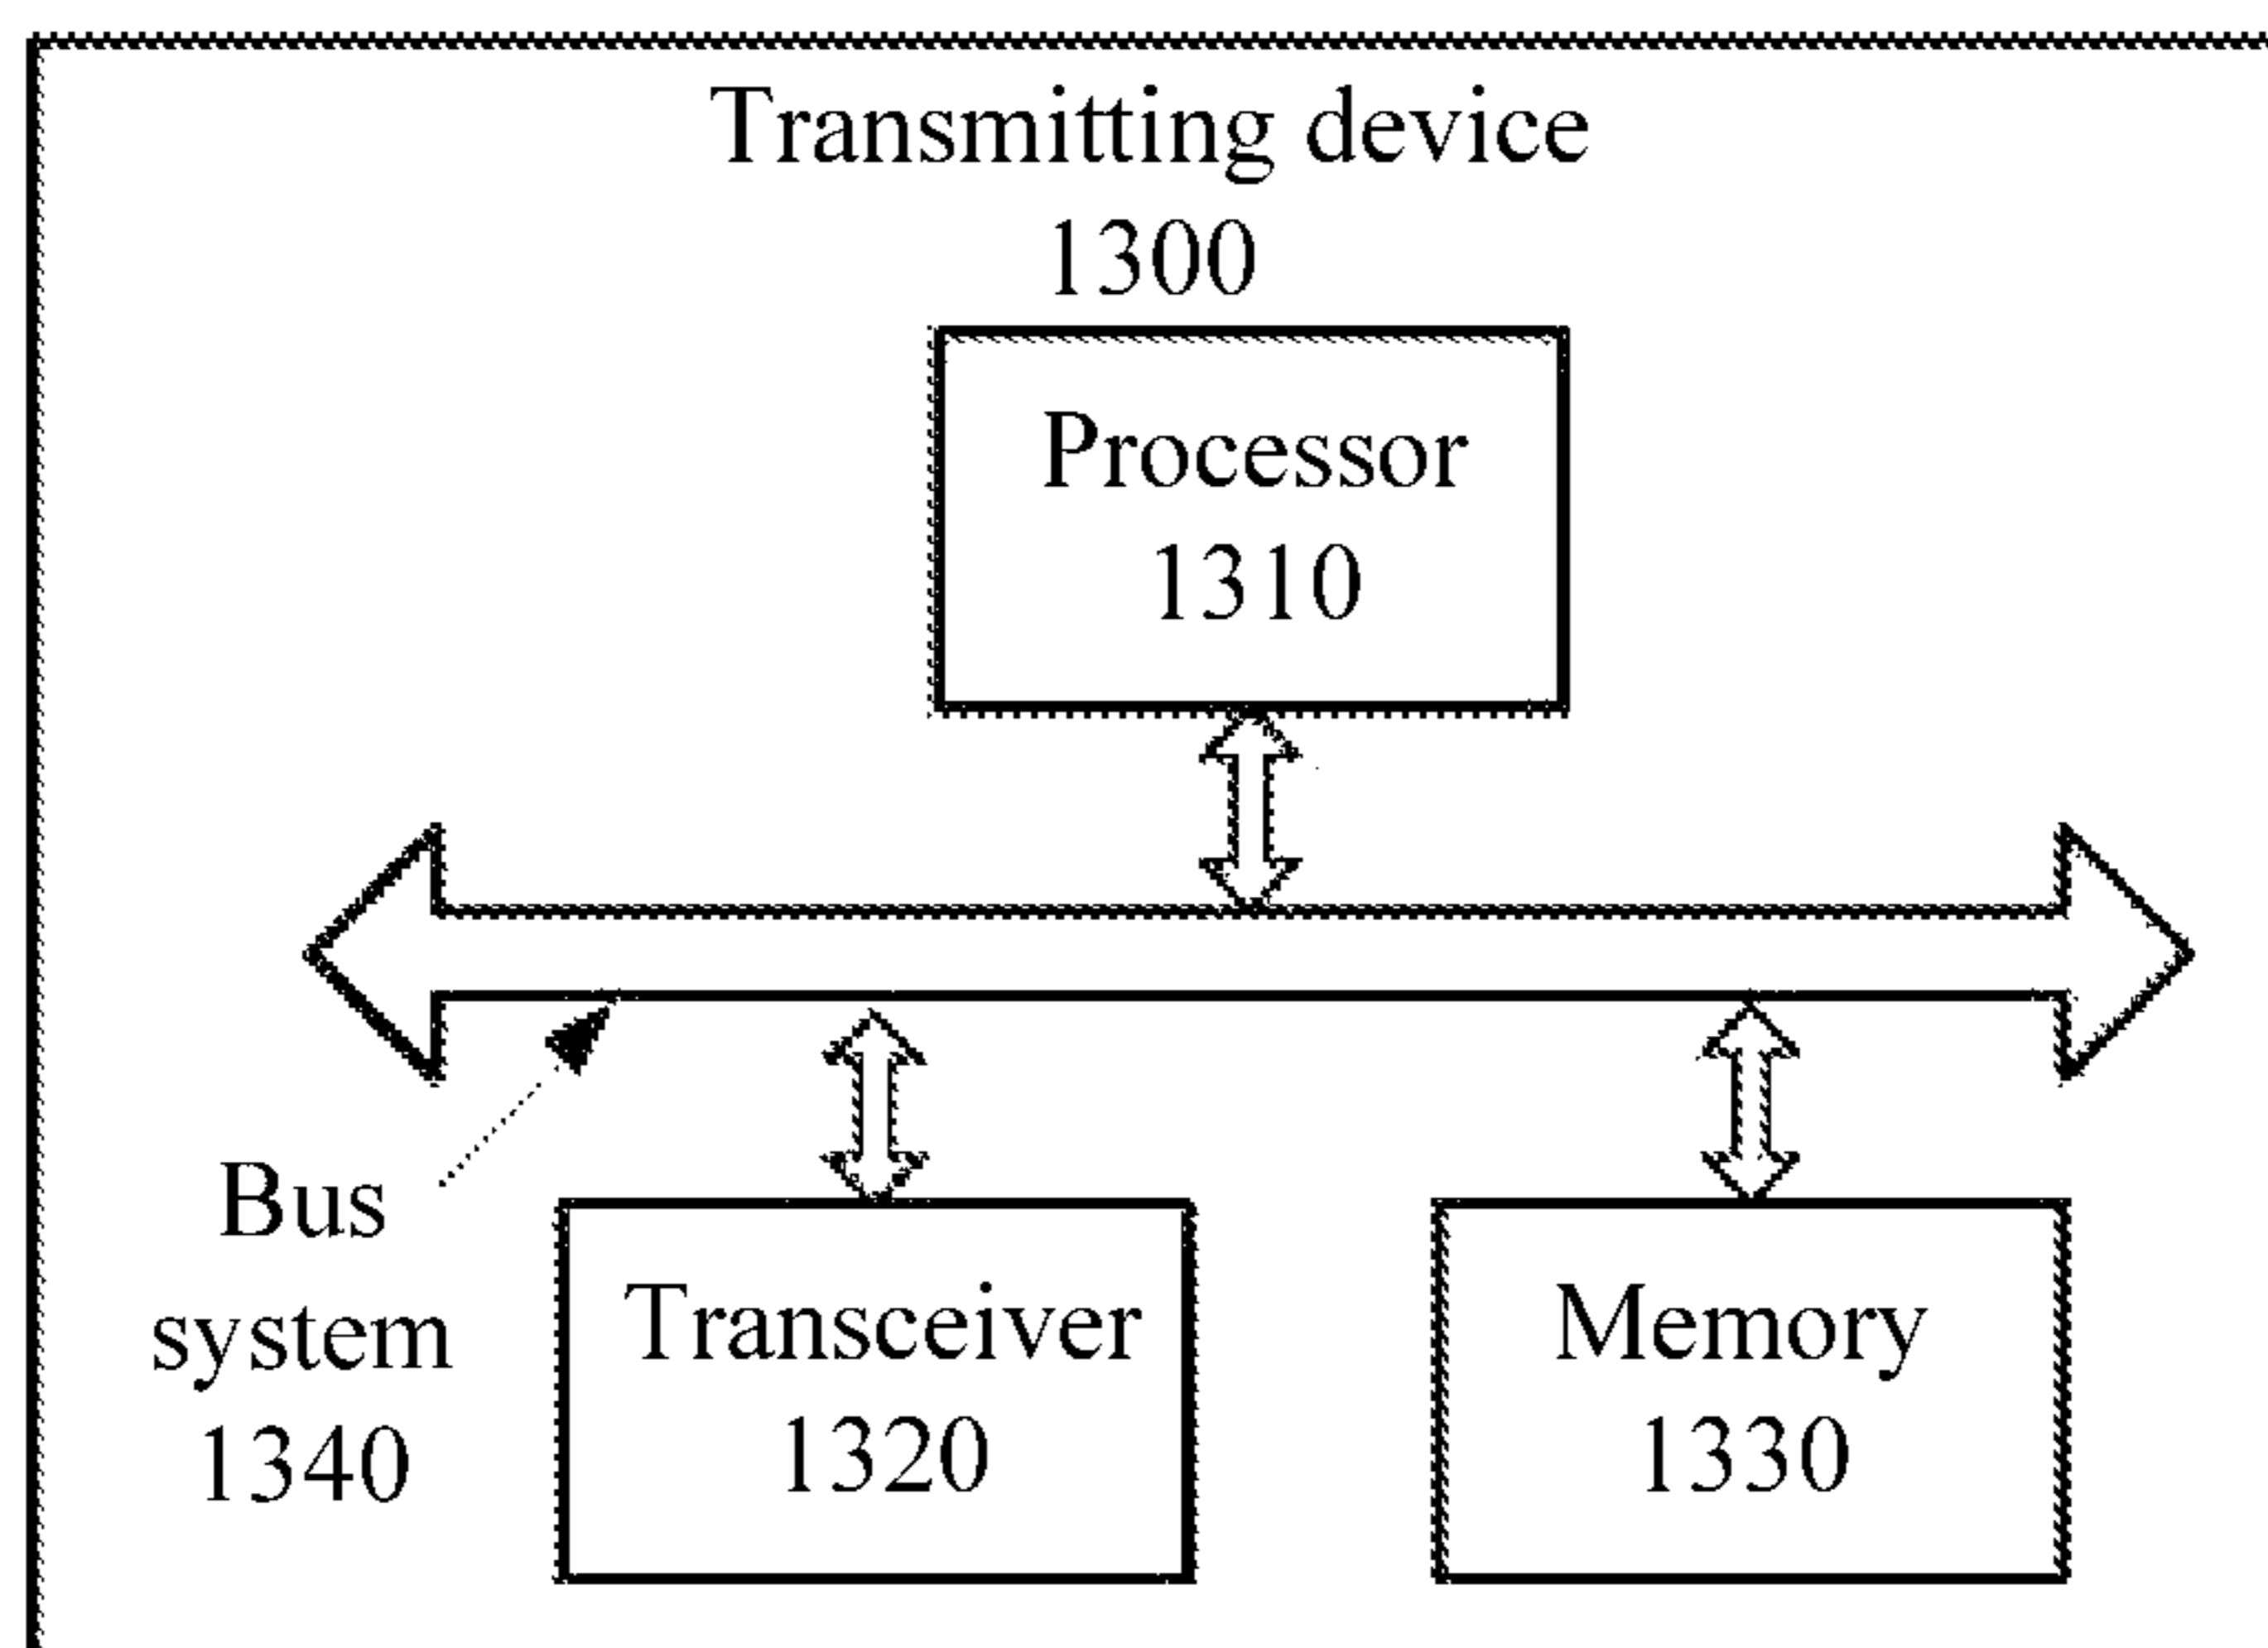 Transmitting device
1300
Processor
1310
Bus
system
1340
Transceiver
1320
Memory
1330